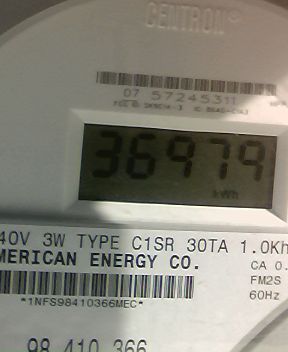 CENTRON®
07 57245311
36979
kWh
40V 3W TYPE C1SR 30TA 1.0Kh
MERICAN ENERGY CO.
CA 0.
FM2S
60Hz
*1NFS98410366MEC*
98 410 366